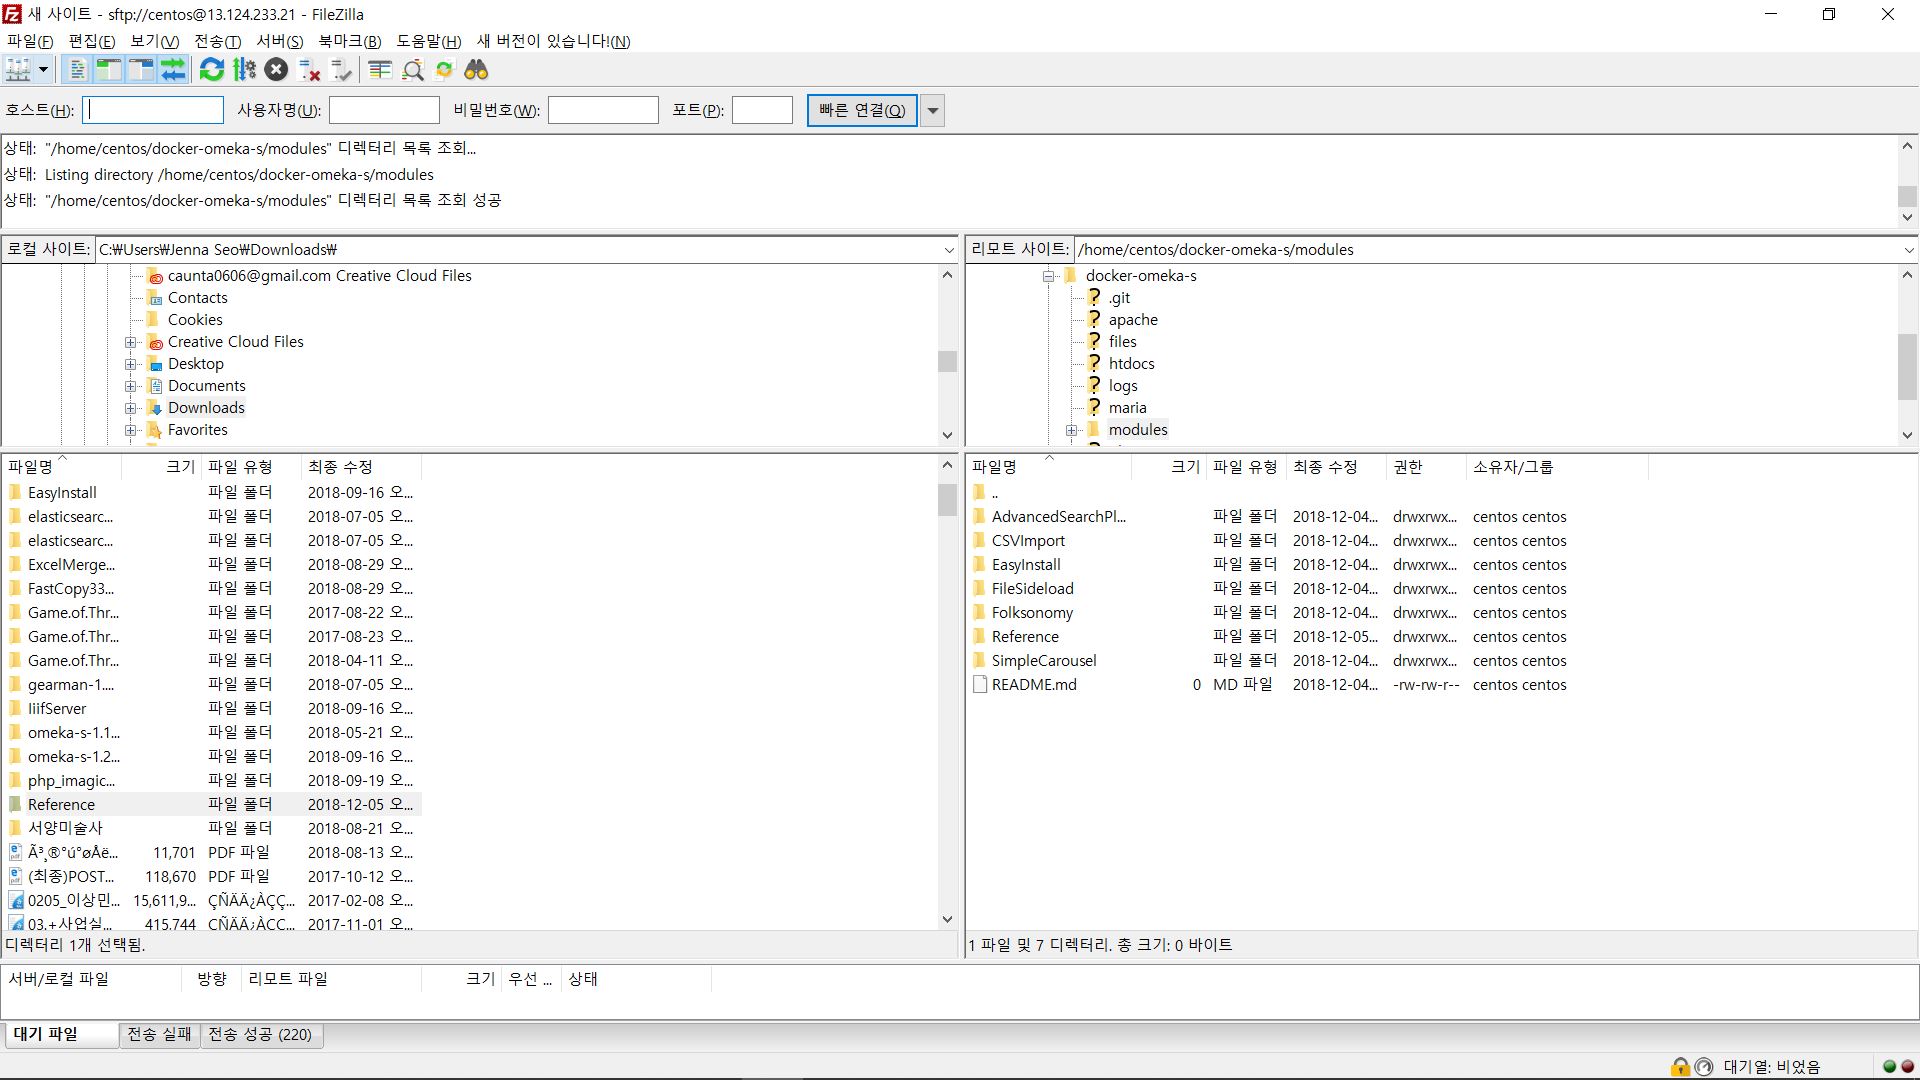 새 사이트 - sftp://centos@13.124.233.21 - FileZilla
파일(F) 편집(E) 보기(V) 전송(T) 서버(S) 북마크(B) 도움말(H) 새 버전이 있습니다!(N)
호스트(H): 사용자명(U): 비밀번호(W): 포트(P): 빠른 연결(Q)
상태: "/home/centos/docker-omeka-s/modules" 디렉터리 목록 조회...
상태: Listing directory /home/centos/docker-omeka-s/modules
상태: "/home/centos/docker-omeka-s/modules" 디렉터리 목록 조회 성공
로컬 사이트: C:₩Users₩Jenna Seo₩Downloads₩
caunta0606@gmail.com Creative Cloud Files
Contacts
Cookies
Creative Cloud Files
Desktop
Documents
Downloads
Favorites
파일명 크기 파일 유형 최종 수정
EasyInstall 파일 폴더 2018-09-16 오...
elasticsearc... 파일 폴더 2018-07-05 오...
elasticsearc... 파일 폴더 2018-07-05 오...
ExcelMerge... 파일 폴더 2018-08-29 오...
FastCopy33... 파일 폴더 2018-08-29 오...
Game.of.Thr... 파일 폴더 2017-08-22 오...
Game.of.Thr... 파일 폴더 2017-08-23 오...
Game.of.Thr... 파일 폴더 2018-04-11 오...
gearman-1.... 파일 폴더 2018-07-05 오...
IiifServer 파일 폴더 2018-09-16 오...
omeka-s-1.1... 파일 폴더 2018-05-21 오...
omeka-s-1.2... 파일 폴더 2018-09-16 오...
php_imagic... 파일 폴더 2018-09-19 오...
Reference 파일 폴더 2018-12-05 오...
서양미술사 파일 폴더 2018-08-21 오...
Ã³¸®°ú°øÅë... 11,701 PDF 파일 2018-08-13 오...
(최종)POST... 118,670 PDF 파일 2017-10-12 오...
0205_이상민... 15,611,9... ÇÑÄÄ¿ÀÇÇ... 2017-02-08 오...
03.+사업실... 415,744 ÇÑÄÄ¿ÀÇÇ... 2017-11-01 오...
디렉터리 1개 선택됨.
리모트 사이트: /home/centos/docker-omeka-s/modules
docker-omeka-s
.git
apache
files
htdocs
logs
maria
modules
파일명 크기 파일 유형 최종 수정 권한 소유자/그룹
..
AdvancedSearchPl... 파일 폴더 2018-12-04... drwxrwx... centos centos
CSVImport 파일 폴더 2018-12-04... drwxrwx... centos centos
EasyInstall 파일 폴더 2018-12-04... drwxrwx... centos centos
FileSideload 파일 폴더 2018-12-04... drwxrwx... centos centos
Folksonomy 파일 폴더 2018-12-04... drwxrwx... centos centos
Reference 파일 폴더 2018-12-05... drwxrwx... centos centos
SimpleCarousel 파일 폴더 2018-12-04... drwxrwx... centos centos
README.md 0 MD 파일 2018-12-04... -rw-rw-r-- centos centos
1 파일 및 7 디렉터리. 총 크기: 0 바이트
서버/로컬 파일 방향 리모트 파일 크기 우선 ... 상태
대기 파일 전송 실패 전송 성공 (220)
대기열: 비었음